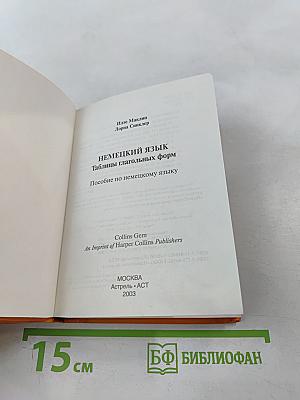 Илзе Маклин
Лорна Синклер
НЕМЕЦКИЙ ЯЗЫК
Таблицы глагольных форм
Пособие по немецкому языку
Collins Gem
An Imprint of Harper Collins Publishers
МОСКВА
Астрель • АСТ
2003
15 см
БФ БИБЛИОФАН